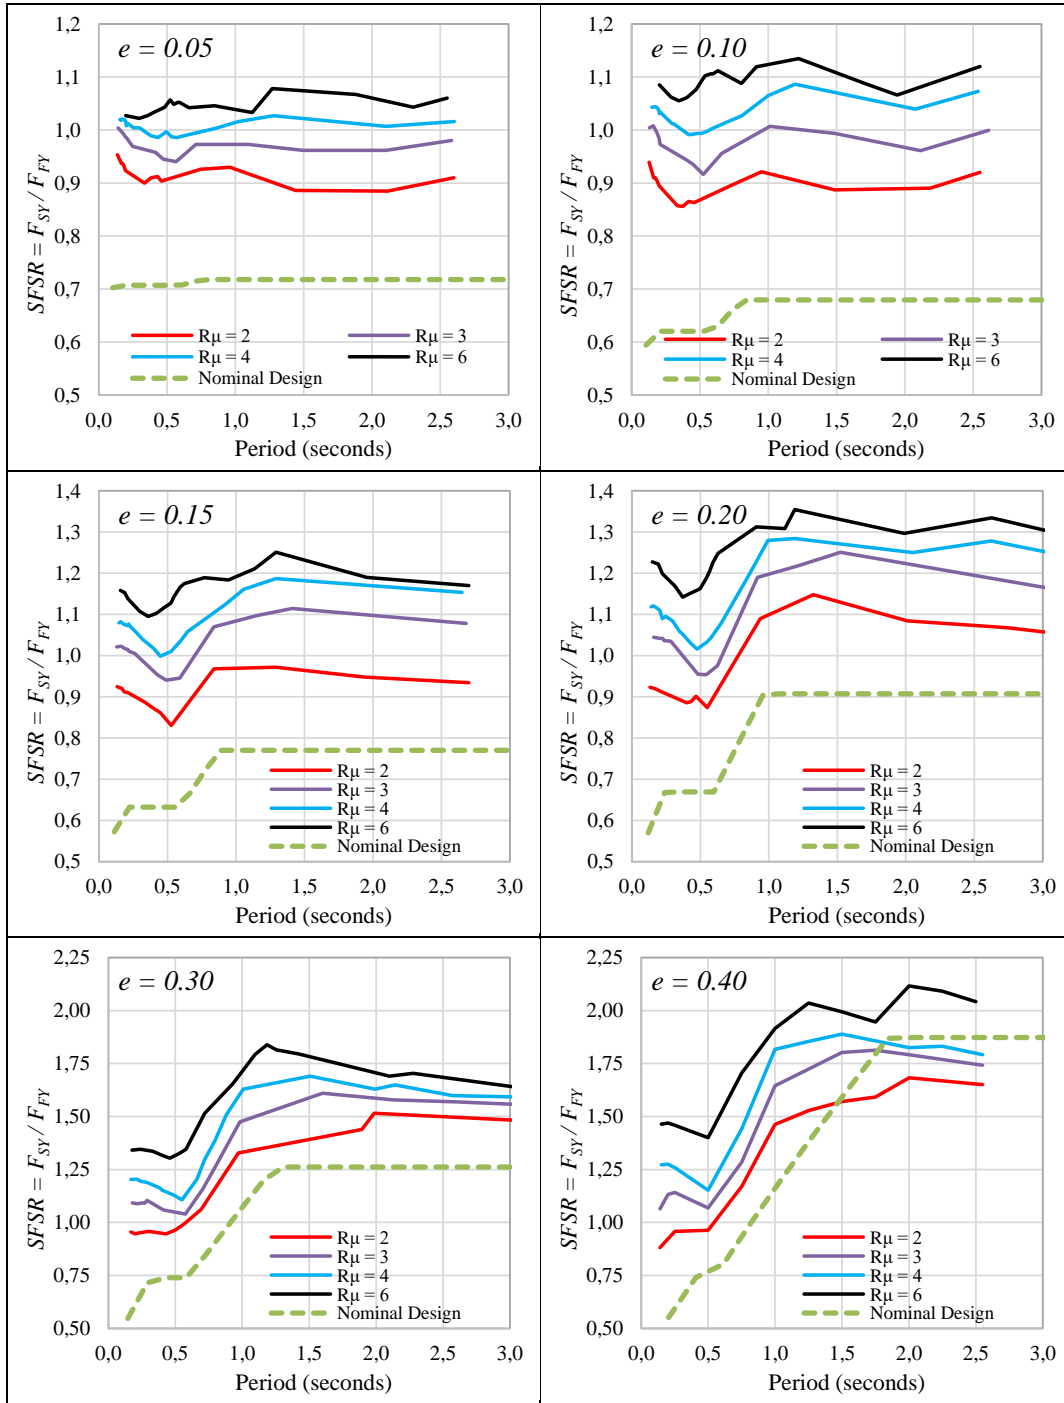 e = 0.05
SFSR = F_SY / F_FY
1,2
1,1
1,0
0,9
0,8
0,7
0,6
0,5
Rμ = 2
Rμ = 3
Rμ = 4
Rμ = 6
Nominal Design
0,0 0,5 1,0 1,5 2,0 2,5 3,0
Period (seconds)
e = 0.10
SFSR = F_SY / F_FY
1,2
1,1
1,0
0,9
0,8
0,7
0,6
0,5
Rμ = 2
Rμ = 3
Rμ = 4
Rμ = 6
Nominal Design
0,0 0,5 1,0 1,5 2,0 2,5 3,0
Period (seconds)
e = 0.15
SFSR = F_SY / F_FY
1,4
1,3
1,2
1,1
1,0
0,9
0,8
0,7
0,6
0,5
Rμ = 2
Rμ = 3
Rμ = 4
Rμ = 6
Nominal Design
0,0 0,5 1,0 1,5 2,0 2,5 3,0
Period (seconds)
e = 0.20
SFSR = F_SY / F_FY
1,4
1,3
1,2
1,1
1,0
0,9
0,8
0,7
0,6
0,5
Rμ = 2
Rμ = 3
Rμ = 4
Rμ = 6
Nominal Design
0,0 0,5 1,0 1,5 2,0 2,5 3,0
Period (seconds)
e = 0.30
SFSR = F_SY / F_FY
2,25
2,00
1,75
1,50
1,25
1,00
0,75
0,50
Rμ = 2
Rμ = 3
Rμ = 4
Rμ = 6
Nominal Design
0,0 0,5 1,0 1,5 2,0 2,5 3,0
Period (seconds)
e = 0.40
SFSR = F_SY / F_FY
2,25
2,00
1,75
1,50
1,25
1,00
0,75
0,50
Rμ = 2
Rμ = 3
Rμ = 4
Rμ = 6
Nominal Design
0,0 0,5 1,0 1,5 2,0 2,5 3,0
Period (seconds)